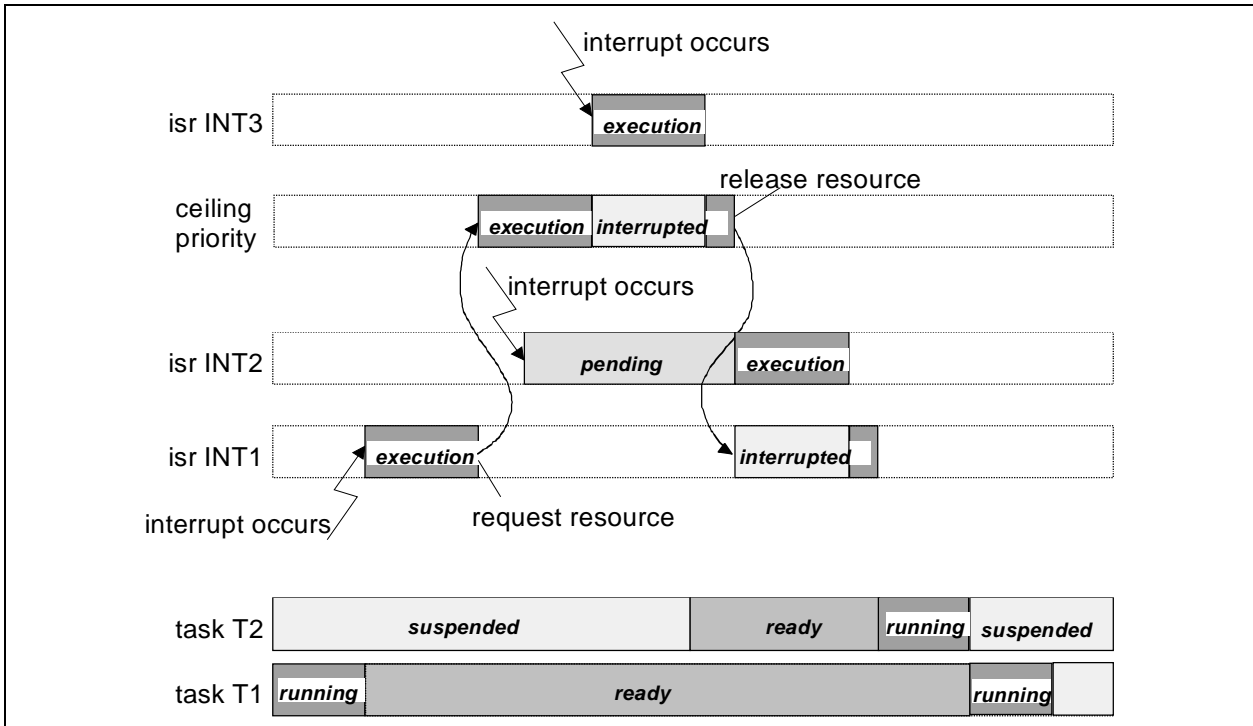 interrupt occurs
isr INT3
execution
release resource
ceiling
priority
execution
interrupted
interrupt occurs
isr INT2
pending
execution
isr INT1
execution
interrupted
interrupt occurs
request resource
task T2
suspended
ready
running
suspended
task T1
running
ready
running